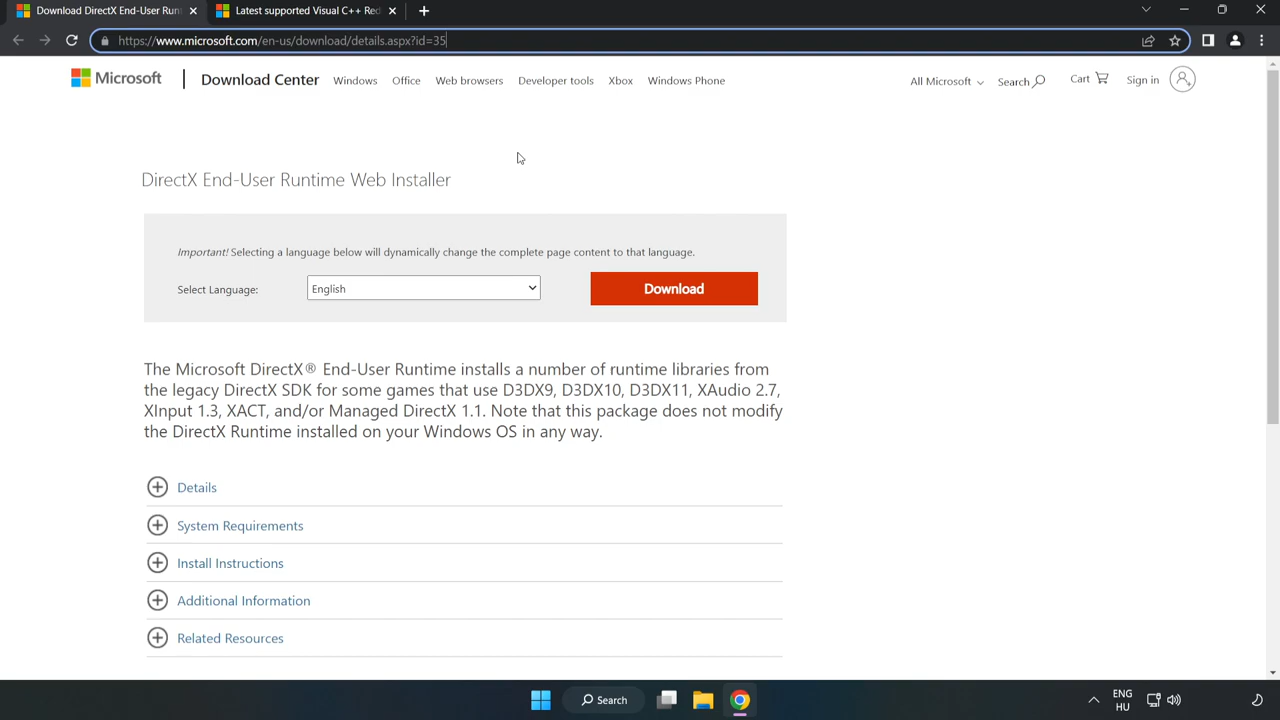 Download DirectX End-User Run
Latest supported Visual C++ Red
https://www.microsoft.com/en-us/download/details.aspx?id=35
Microsoft
Download Center
Windows
Office
Web browsers
Developer tools
Xbox
Windows Phone
All Microsoft
Search
Cart
Sign in
DirectX End-User Runtime Web Installer
Important! Selecting a language below will dynamically change the complete page content to that language.
Select Language:
English
Download
The Microsoft DirectX® End-User Runtime installs a number of runtime libraries from
the legacy DirectX SDK for some games that use D3DX9, D3DX10, D3DX11, XAudio 2.7,
XInput 1.3, XACT, and/or Managed DirectX 1.1. Note that this package does not modify
the DirectX Runtime installed on your Windows OS in any way.
Details
System Requirements
Install Instructions
Additional Information
Related Resources
Search
ENG
HU